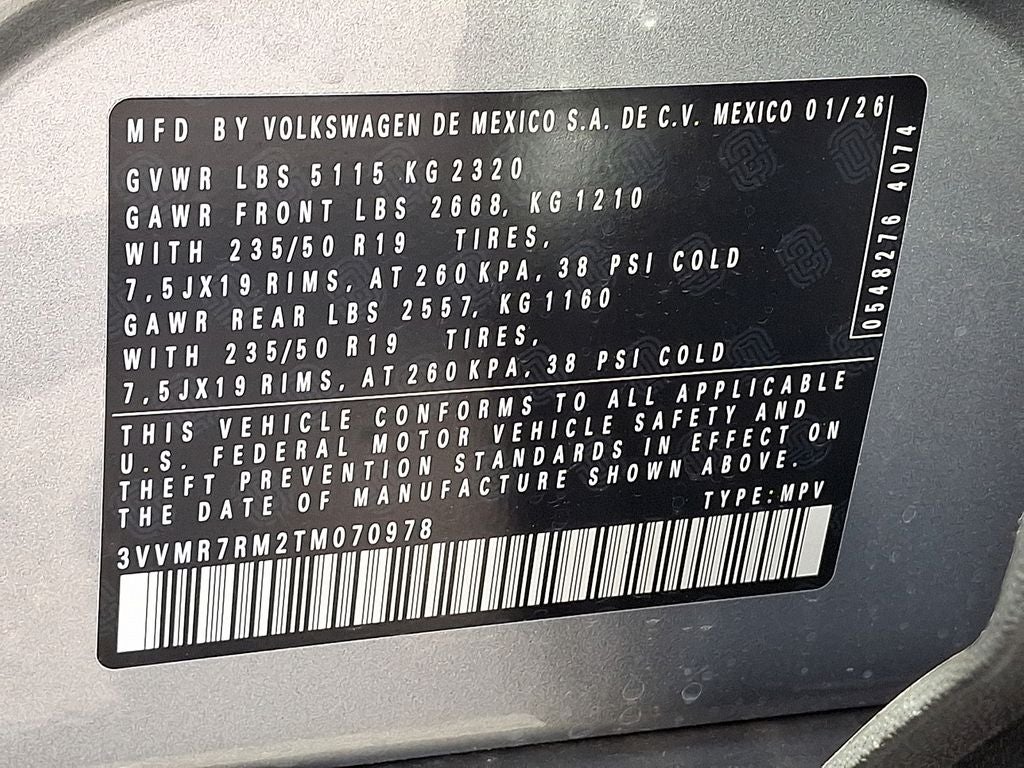 MFD BY VOLKSWAGEN DE MEXICO S.A. DE C.V. MEXICO 01/26
GVWR LBS 5115 KG 2320
GAWR FRONT LBS 2668, KG 1210
WITH 235/50 R19 TIRES,
7,5JX19 RIMS, AT 260 KPA, 38 PSI COLD
GAWR REAR LBS 2557, KG 1160
WITH 235/50 R19 TIRES,
7,5JX19 RIMS, AT 260 KPA, 38 PSI COLD
0548276 4074
THIS VEHICLE CONFORMS TO ALL APPLICABLE
U.S. FEDERAL MOTOR VEHICLE SAFETY AND
THEFT PREVENTION STANDARDS IN EFFECT ON
THE DATE OF MANUFACTURE SHOWN ABOVE.
TYPE: MPV
3VVMR7RM2TM070978